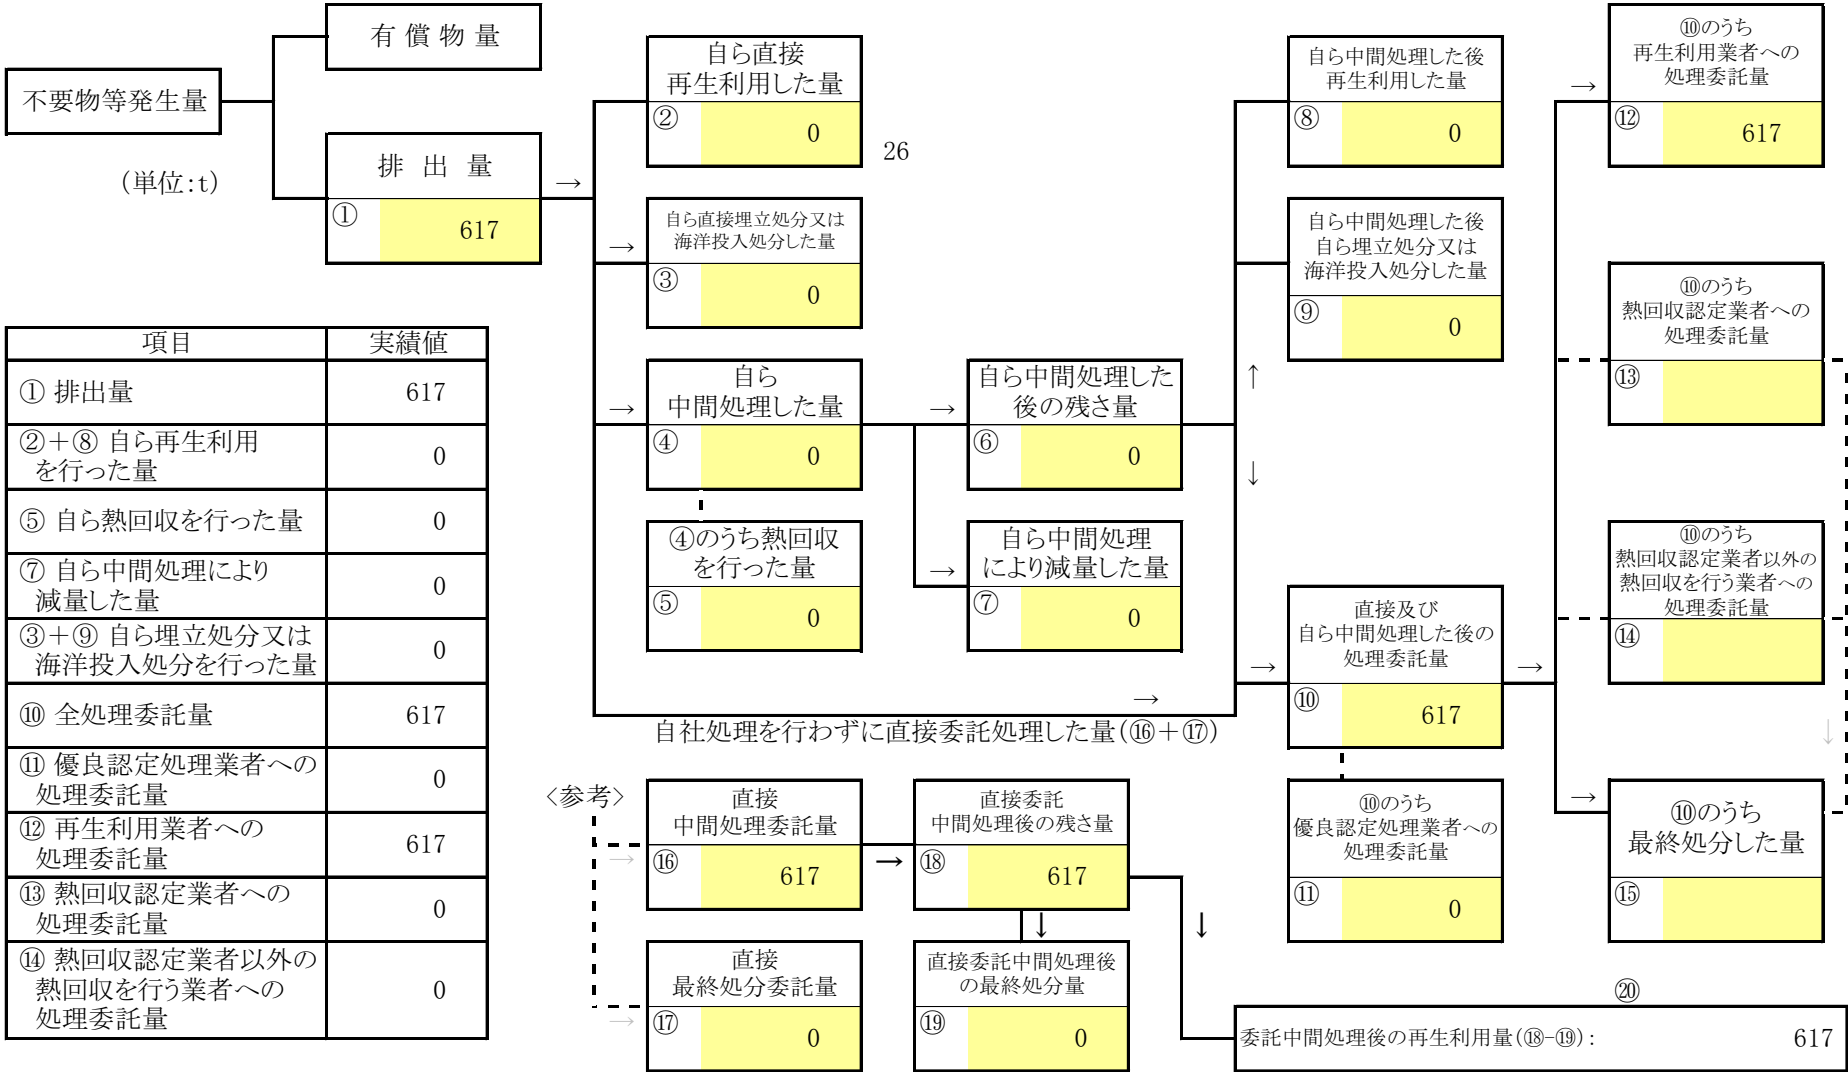 有 償 物 量
不要物等発生量
(単位:t)
排 出 量
①
617
→
自ら直接
再生利用した量
②
0
26
→
自ら直接埋立処分又は
海洋投入処分した量
③
0
→
自ら
中間処理した量
④
0
④のうち熱回収
を行った量
⑤
0
→
自ら中間処理した
後の残さ量
⑥
0
→
自ら中間処理
により減量した量
⑦
0
↑
↓
自ら中間処理した後
再生利用した量
⑧
0
自ら中間処理した後
自ら埋立処分又は
海洋投入処分した量
⑨
0
→
自社処理を行わずに直接委託処理した量(⑯+⑰)
→
直接及び
自ら中間処理した後の
処理委託量
⑩
617
→
⑩のうち
優良認定処理業者への
処理委託量
⑪
0
→
⑩のうち
再生利用業者への
処理委託量
⑫
617
⑩のうち
熱回収認定業者への
処理委託量
⑬
⑩のうち
熱回収認定業者以外の
熱回収を行う業者への
処理委託量
⑭
↓
→
⑩のうち
最終処分した量
⑮
項目 実績値
① 排出量 617
②+⑧ 自ら再生利用
を行った量 0
⑤ 自ら熱回収を行った量 0
⑦ 自ら中間処理により
減量した量 0
③+⑨ 自ら埋立処分又は
海洋投入処分を行った量 0
⑩ 全処理委託量 617
⑪ 優良認定処理業者への
処理委託量 0
⑫ 再生利用業者への
処理委託量 617
⑬ 熱回収認定業者への
処理委託量 0
⑭ 熱回収認定業者以外の
熱回収を行う業者への
処理委託量 0
<参考>
→
直接
中間処理委託量
⑯
617
→
直接委託
中間処理後の残さ量
⑱
617
↓
↓
→
直接
最終処分委託量
⑰
0
直接委託中間処理後
の最終処分量
⑲
0
⑳
委託中間処理後の再生利用量(⑱-⑲): 617